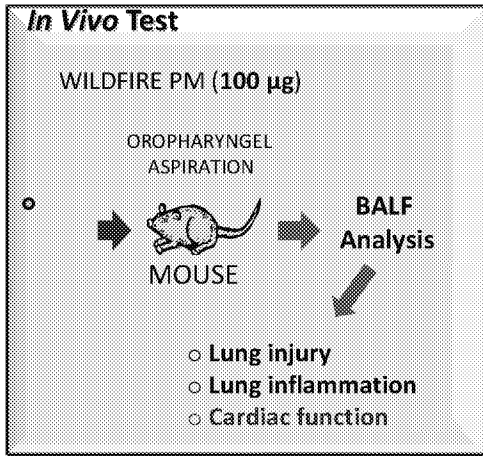 In Vivo Test
WILDFIRE PM (100 µg)
OROPHARYNGEL
ASPIRATION
MOUSE
BALF
Analysis
○ Lung injury
○ Lung inflammation
○ Cardiac function